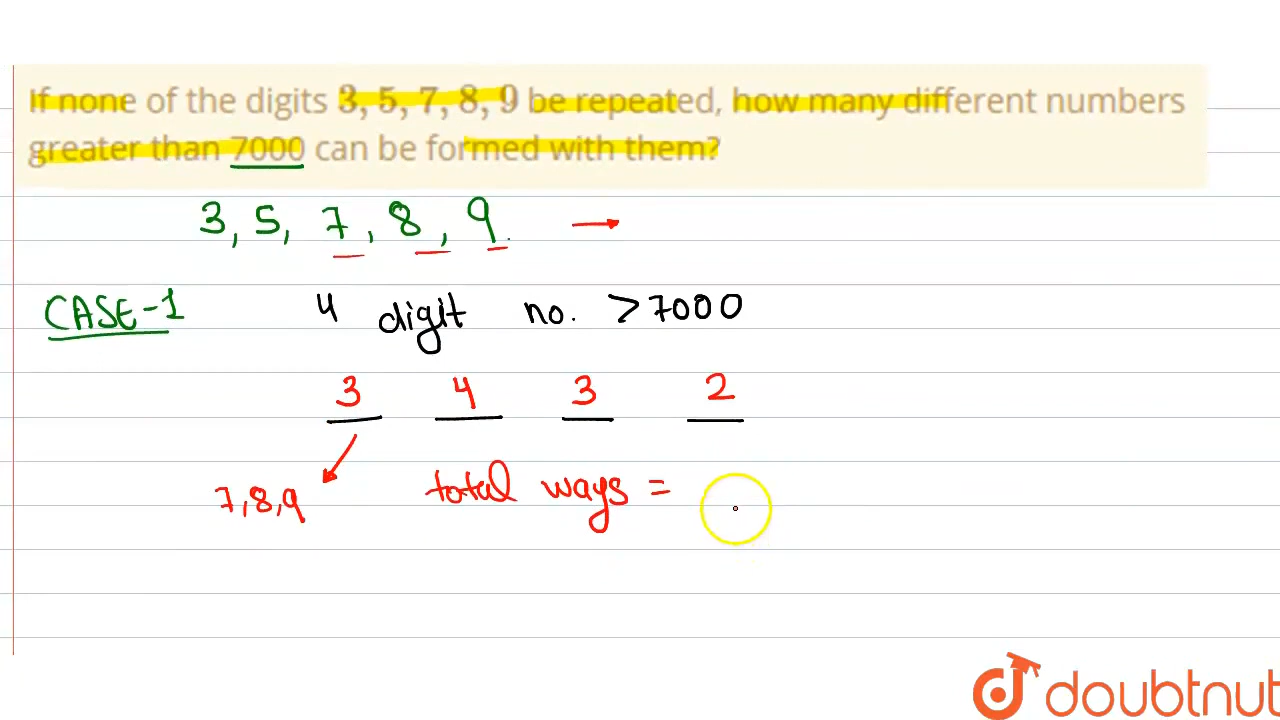 If none of the digits 3, 5, 7, 8, 9 be repeated, how many different numbers
greater than 7000 can be formed with them?
3, 5, 7, 8, 9. →
CASE-1 4 digit no. >7000
3 4 3 2
7,8,9 total ways =
doubtnut